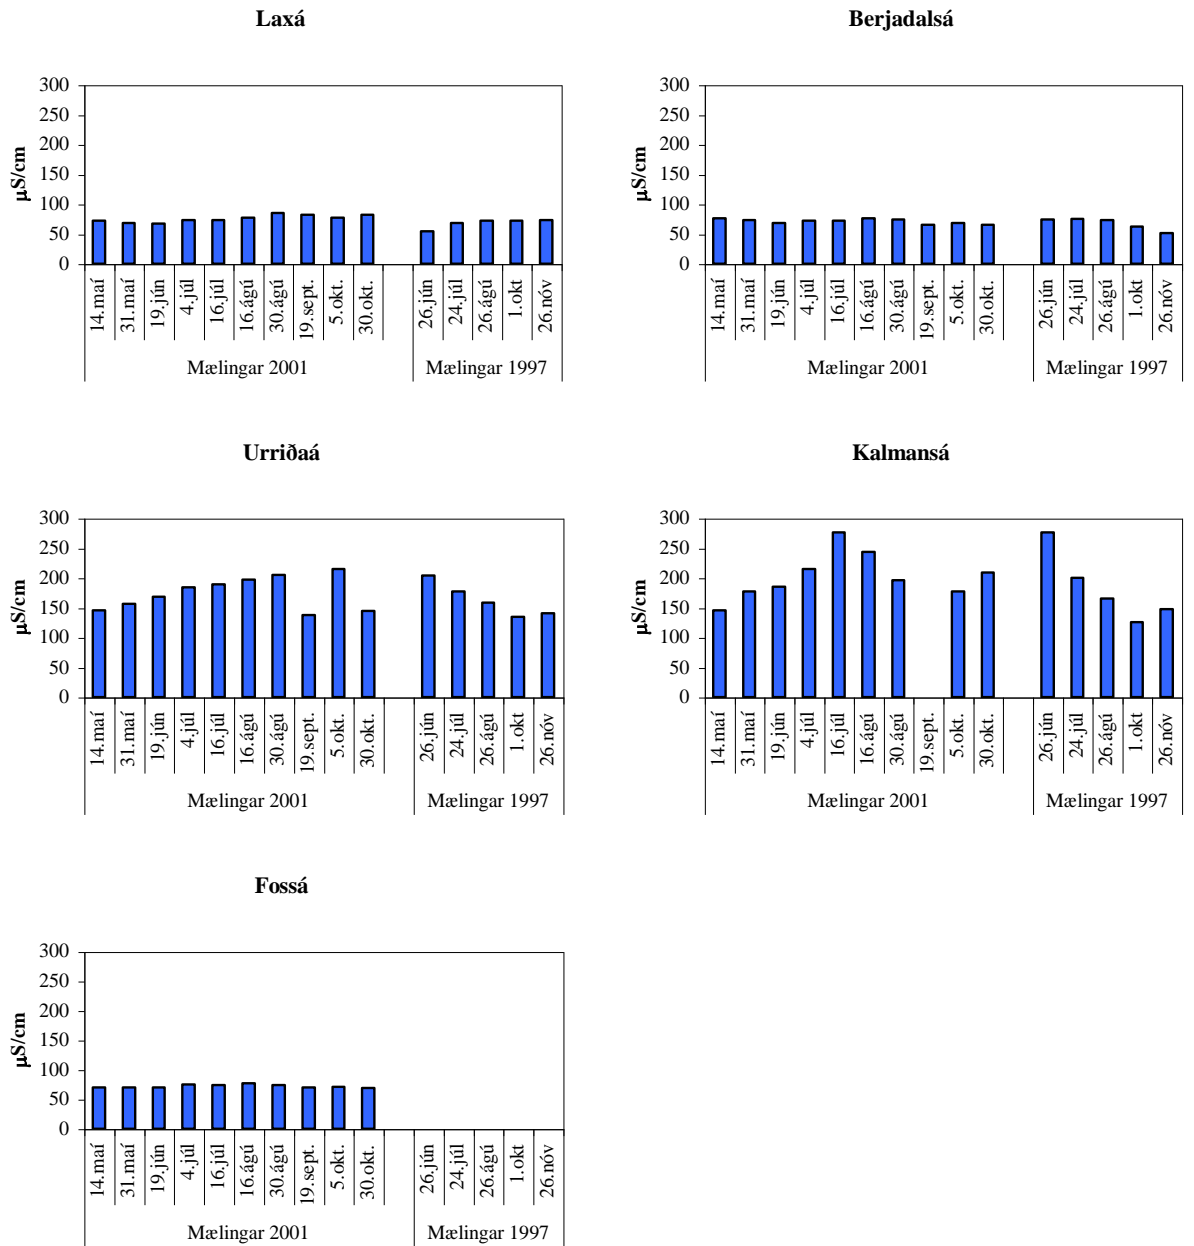 Laxá
300
250
200
150
100
50
0
µS/cm
14.maí
31.maí
19.jún
4.júl
16.júl
16.ágú
30.ágú
19.sept.
5.okt.
30.okt.
26.jún
24.júl
26.ágú
1.okt
26.nóv
Mælingar 2001
Mælingar 1997
Berjadalsá
300
250
200
150
100
50
0
µS/cm
14.maí
31.maí
19.jún
4.júl
16.júl
16.ágú
30.ágú
19.sept.
5.okt.
30.okt.
26.jún
24.júl
26.ágú
1.okt
26.nóv
Mælingar 2001
Mælingar 1997
Urriðaá
300
250
200
150
100
50
0
µS/cm
14.maí
31.maí
19.jún
4.júl
16.júl
16.ágú
30.ágú
19.sept.
5.okt.
30.okt.
26.jún
24.júl
26.ágú
1.okt
26.nóv
Mælingar 2001
Mælingar 1997
Kalmansá
300
250
200
150
100
50
0
µS/cm
14.maí
31.maí
19.jún
4.júl
16.júl
16.ágú
30.ágú
19.sept.
5.okt.
30.okt.
26.jún
24.júl
26.ágú
1.okt
26.nóv
Mælingar 2001
Mælingar 1997
Fossá
300
250
200
150
100
50
0
µS/cm
14.maí
31.maí
19.jún
4.júl
16.júl
16.ágú
30.ágú
19.sept.
5.okt.
30.okt.
26.jún
24.júl
26.ágú
1.okt
26.nóv
Mælingar 2001
Mælingar 1997